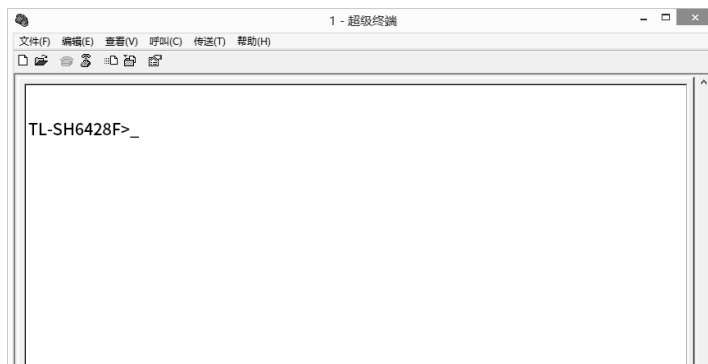 1 - 超级终端
文件(F) 编辑(E) 查看(V) 呼叫(C) 传送(T) 帮助(H)
TL-SH6428F>_